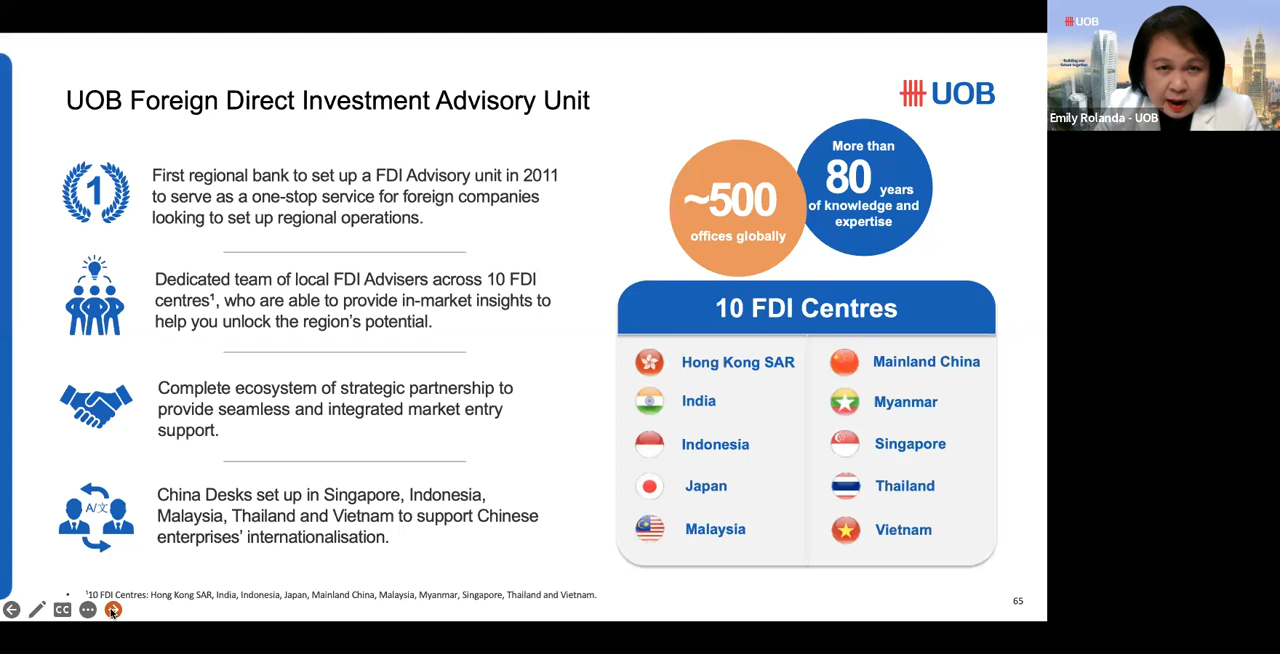 UOB Foreign Direct Investment Advisory Unit
UOB
1
First regional bank to set up a FDI Advisory unit in 2011
to serve as a one-stop service for foreign companies
looking to set up regional operations.
Dedicated team of local FDI Advisers across 10 FDI
centres¹, who are able to provide in-market insights to
help you unlock the region's potential.
Complete ecosystem of strategic partnership to
provide seamless and integrated market entry
support.
A/文
China Desks set up in Singapore, Indonesia,
Malaysia, Thailand and Vietnam to support Chinese
enterprises' internationalisation.
~500
offices globally
More than
80 years
of knowledge and
expertise
10 FDI Centres
Hong Kong SAR
Mainland China
India
Myanmar
Indonesia
Singapore
Japan
Thailand
Malaysia
Vietnam
• ¹10 FDI Centres: Hong Kong SAR, India, Indonesia, Japan, Mainland China, Malaysia, Myanmar, Singapore, Thailand and Vietnam.
65
CC
UOB
Building our
future together
Emily Rolanda - UOB